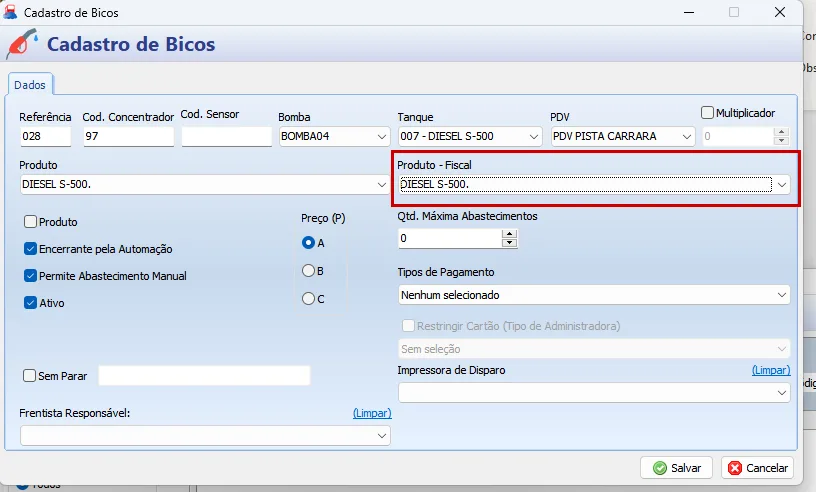 Cadastro de Bicos
Cadastro de Bicos
Dados
Referência Cod. Concentrador Cod. Sensor Bomba Tanque PDV Multiplicador
028 97 BOMBA04 007 - DIESEL S-500 PDV PISTA CARRARA 0
Produto Produto - Fiscal
DIESEL S-500. DIESEL S-500.
Produto Preço (P) Qtd. Máxima Abastecimentos
Encerrante pela Automação A 0
Permite Abastecimento Manual B Tipos de Pagamento
Ativo C Nenhum selecionado
Restringir Cartão (Tipo de Administradora)
Sem seleção
Sem Parar Impressora de Disparo (Limpar)
Frentista Responsável: (Limpar)
Salvar Cancelar
Todos